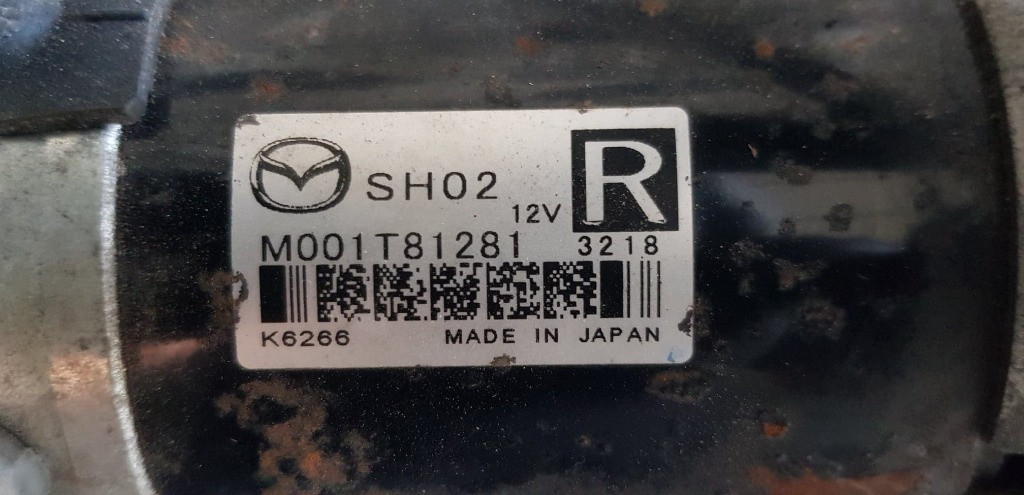 SH02
12V
R
M001T81281
3218
K6266
MADE IN JAPAN